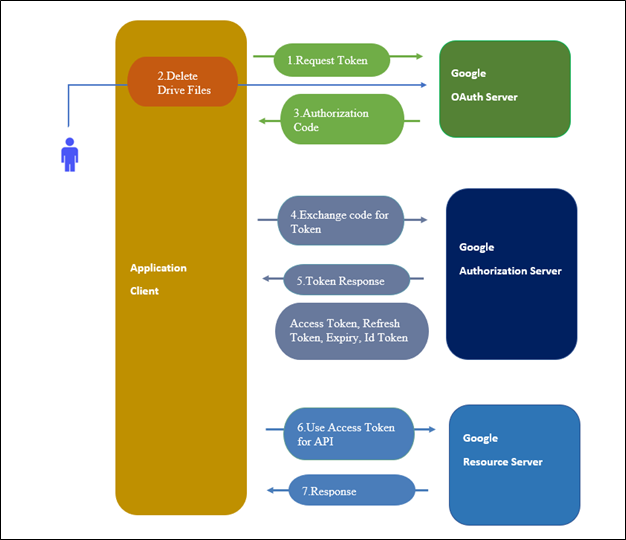 1.Request Token
2.Delete
Drive Files
Google
OAuth Server
3.Authorization
Code
4.Exchange code for
Token
Google
Authorization Server
5.Token Response
Application
Client
Access Token, Refresh
Token, Expiry, Id Token
6.Use Access Token
for API
Google
Resource Server
7.Response